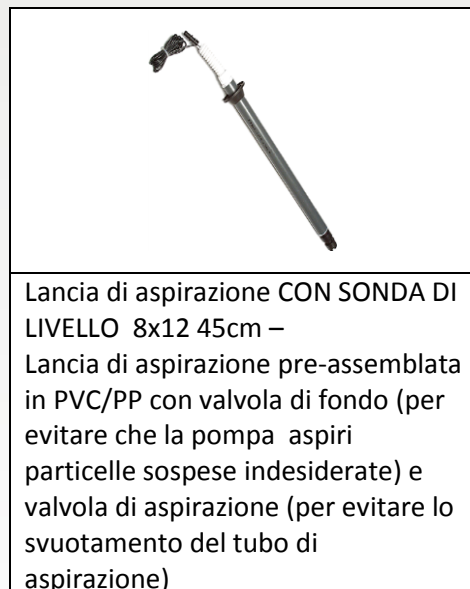 Lancia di aspirazione CON SONDA DI
LIVELLO  8x12 45cm –
Lancia di aspirazione pre-assemblata
in PVC/PP con valvola di fondo (per
evitare che la pompa  aspiri
particelle sospese indesiderate) e
valvola di aspirazione (per evitare lo
svuotamento del tubo di
aspirazione)